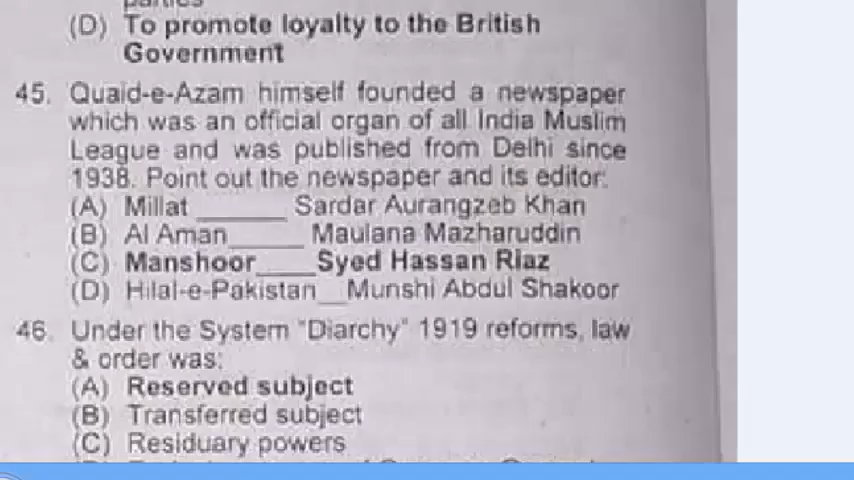 parties
(D) To promote loyalty to the British
Government
45. Quaid-e-Azam himself founded a newspaper
which was an official organ of all India Muslim
League and was published from Delhi since
1938. Point out the newspaper and its editor:
(A) Millat ______ Sardar Aurangzeb Khan
(B) Al Aman_____ Maulana Mazharuddin
(C) Manshoor____Syed Hassan Riaz
(D) Hilal-e-Pakistan__Munshi Abdul Shakoor
46. Under the System "Diarchy" 1919 reforms, law
& order was:
(A) Reserved subject
(B) Transferred subject
(C) Residuary powers